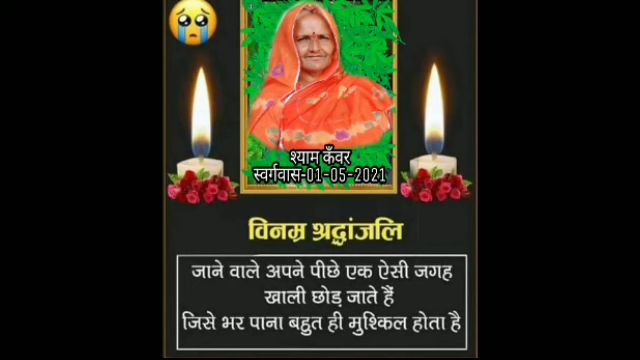 श्याम कँवर
स्वर्गवास-01-05-2021
विनम्र श्रद्धांजलि
जाने वाले अपने पीछे एक ऐसी जगह
खाली छोड़ जाते हैं
जिसे भर पाना बहुत ही मुश्किल होता है